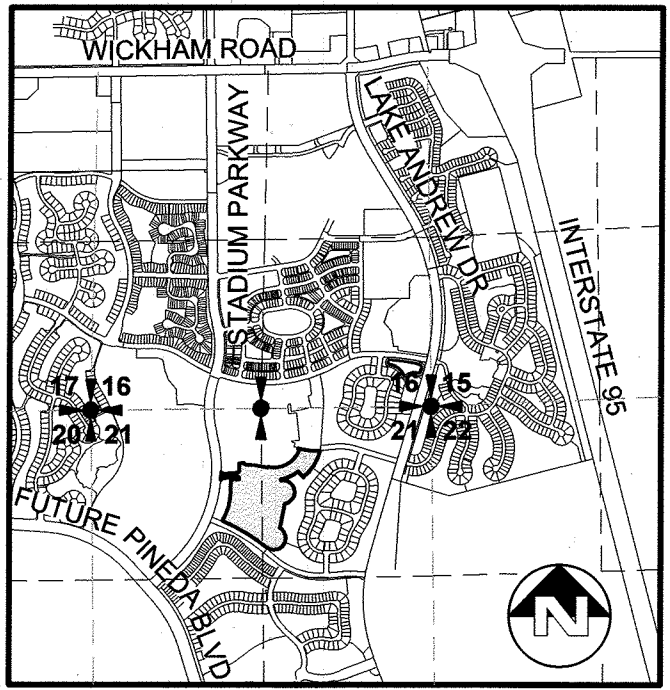 WICKHAM ROAD
STADIUM PARKWAY
LAKE ANDREW DR
INTERSTATE 95
17 16
20 21
16 15
21 22
FUTURE PINEDA BLVD
N